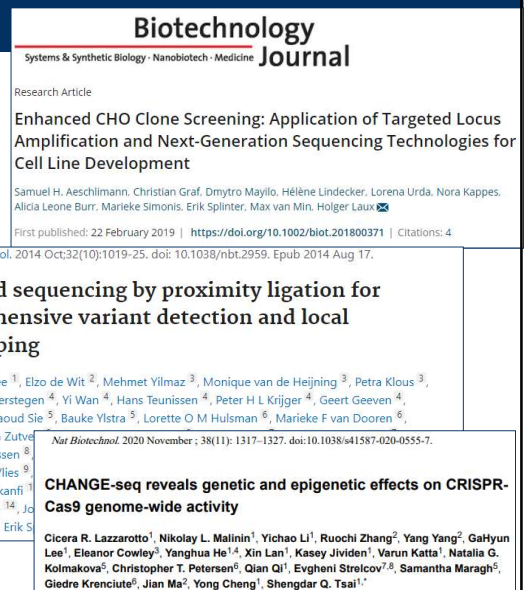 Biotechnology
Systems & Synthetic Biology · Nanobiotech · Medicine Journal
Research Article
Enhanced CHO Clone Screening: Application of Targeted Locus
Amplification and Next-Generation Sequencing Technologies for
Cell Line Development
Samuel H. Aeschlimann, Christian Graf, Dmytro Mayilo, Hélène Lindecker, Lorena Urda, Nora Kappes,
Alicia Leone Burr, Marieke Simonis, Erik Splinter, Max van Min, Holger Laux
First published: 22 February 2019 | https://doi.org/10.1002/biot.201800371 | Citations: 4
ol. 2014 Oct;32(10):1019-25. doi: 10.1038/nbt.2959. Epub 2014 Aug 17.
d sequencing by proximity ligation for
hensive variant detection and local
ping
ee 1, Elzo de Wit 2, Mehmet Yilmaz 3, Monique van de Heijning 3, Petra Klous 3,
erstegen 4, Yi Wan 4, Hans Teunissen 4, Peter H L Krijger 4, Geert Geeven 4,
aoud Sie 5, Bauke Ylstra 5, Lorette O M Hulsman 6, Marieke F van Dooren 6,
Zutve
ssen 8
lies 9
kanfi 1
14, Jo
Erik S
Nat Biotechnol. 2020 November ; 38(11): 1317–1327. doi:10.1038/s41587-020-0555-7.
CHANGE-seq reveals genetic and epigenetic effects on CRISPR-
Cas9 genome-wide activity
Cicera R. Lazzarotto1, Nikolay L. Malinin1, Yichao Li1, Ruochi Zhang2, Yang Yang2, GaHyun
Lee1, Eleanor Cowley3, Yanghua He1,4, Xin Lan1, Kasey Jividen1, Varun Katta1, Natalia G.
Kolmakova5, Christopher T. Petersen6, Qian Qi1, Evgheni Strelcov7,8, Samantha Maragh5,
Giedre Krenciute6, Jian Ma2, Yong Cheng1, Shengdar Q. Tsai1,*